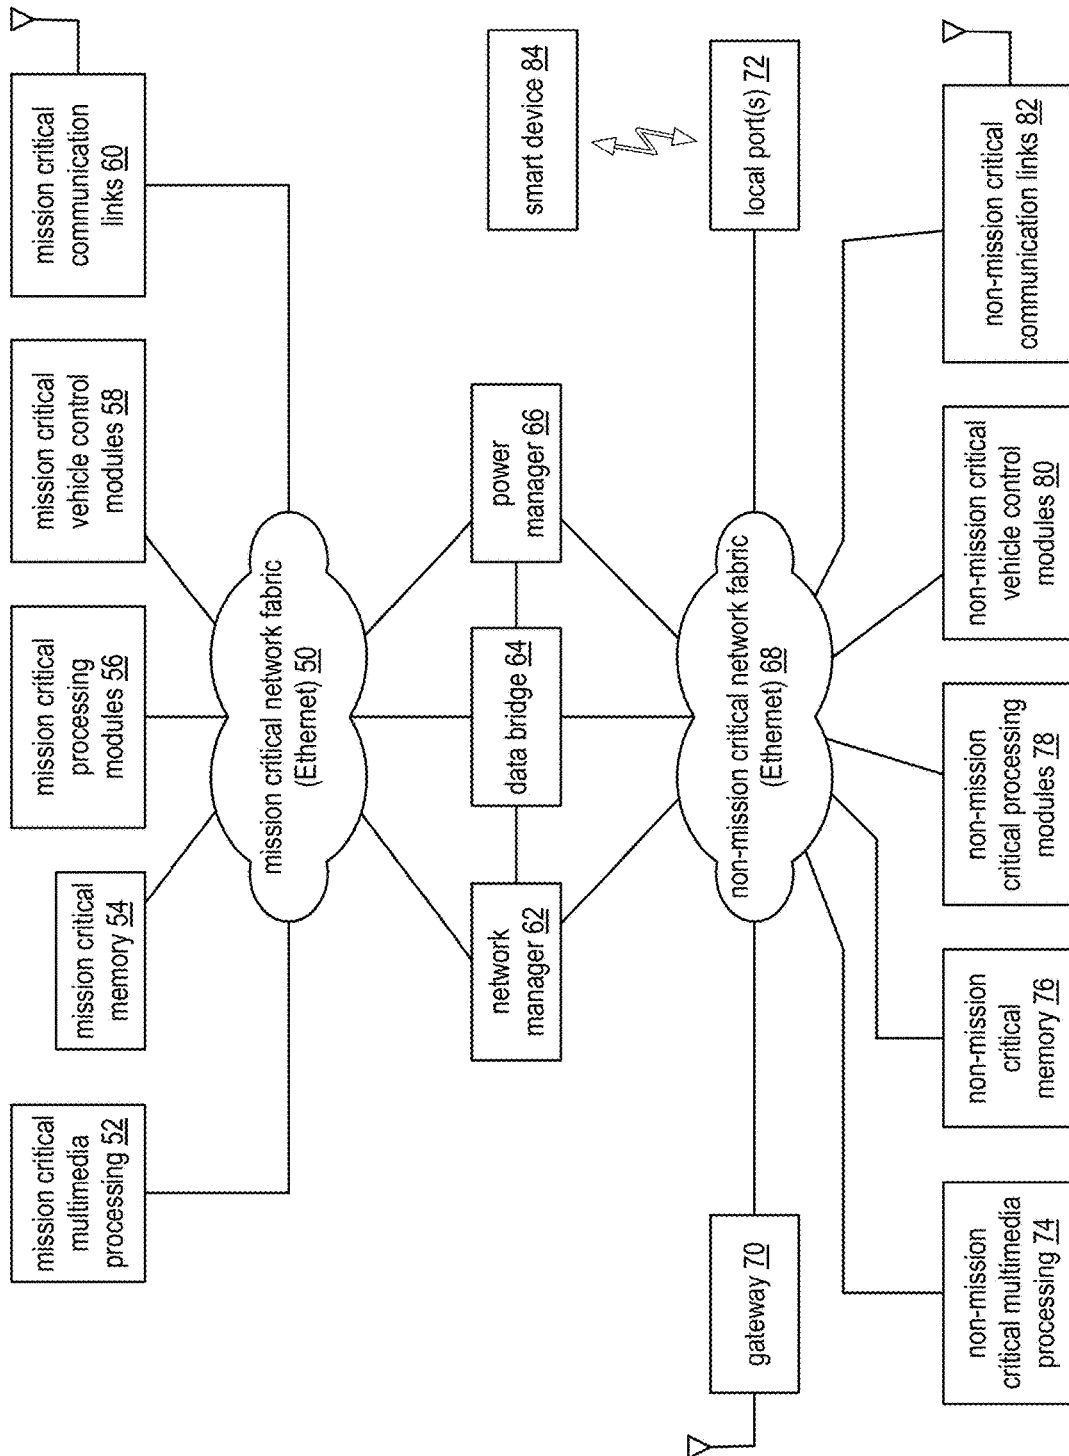 mission critical
multimedia
processing 52
mission critical
memory 54
mission critical
processing
modules 56
mission critical
vehicle control
modules 58
mission critical
communication
links 60
mission critical network fabric
(Ethernet) 50
network
manager 62
data bridge 64
power
manager 66
smart device 84
gateway 70
non-mission critical network fabric
(Ethernet) 68
local port(s) 72
non-mission
critical multimedia
processing 74
non-mission
critical
memory 76
non-mission
critical processing
modules 78
non-mission critical
vehicle control
modules 80
non-mission critical
communication links 82